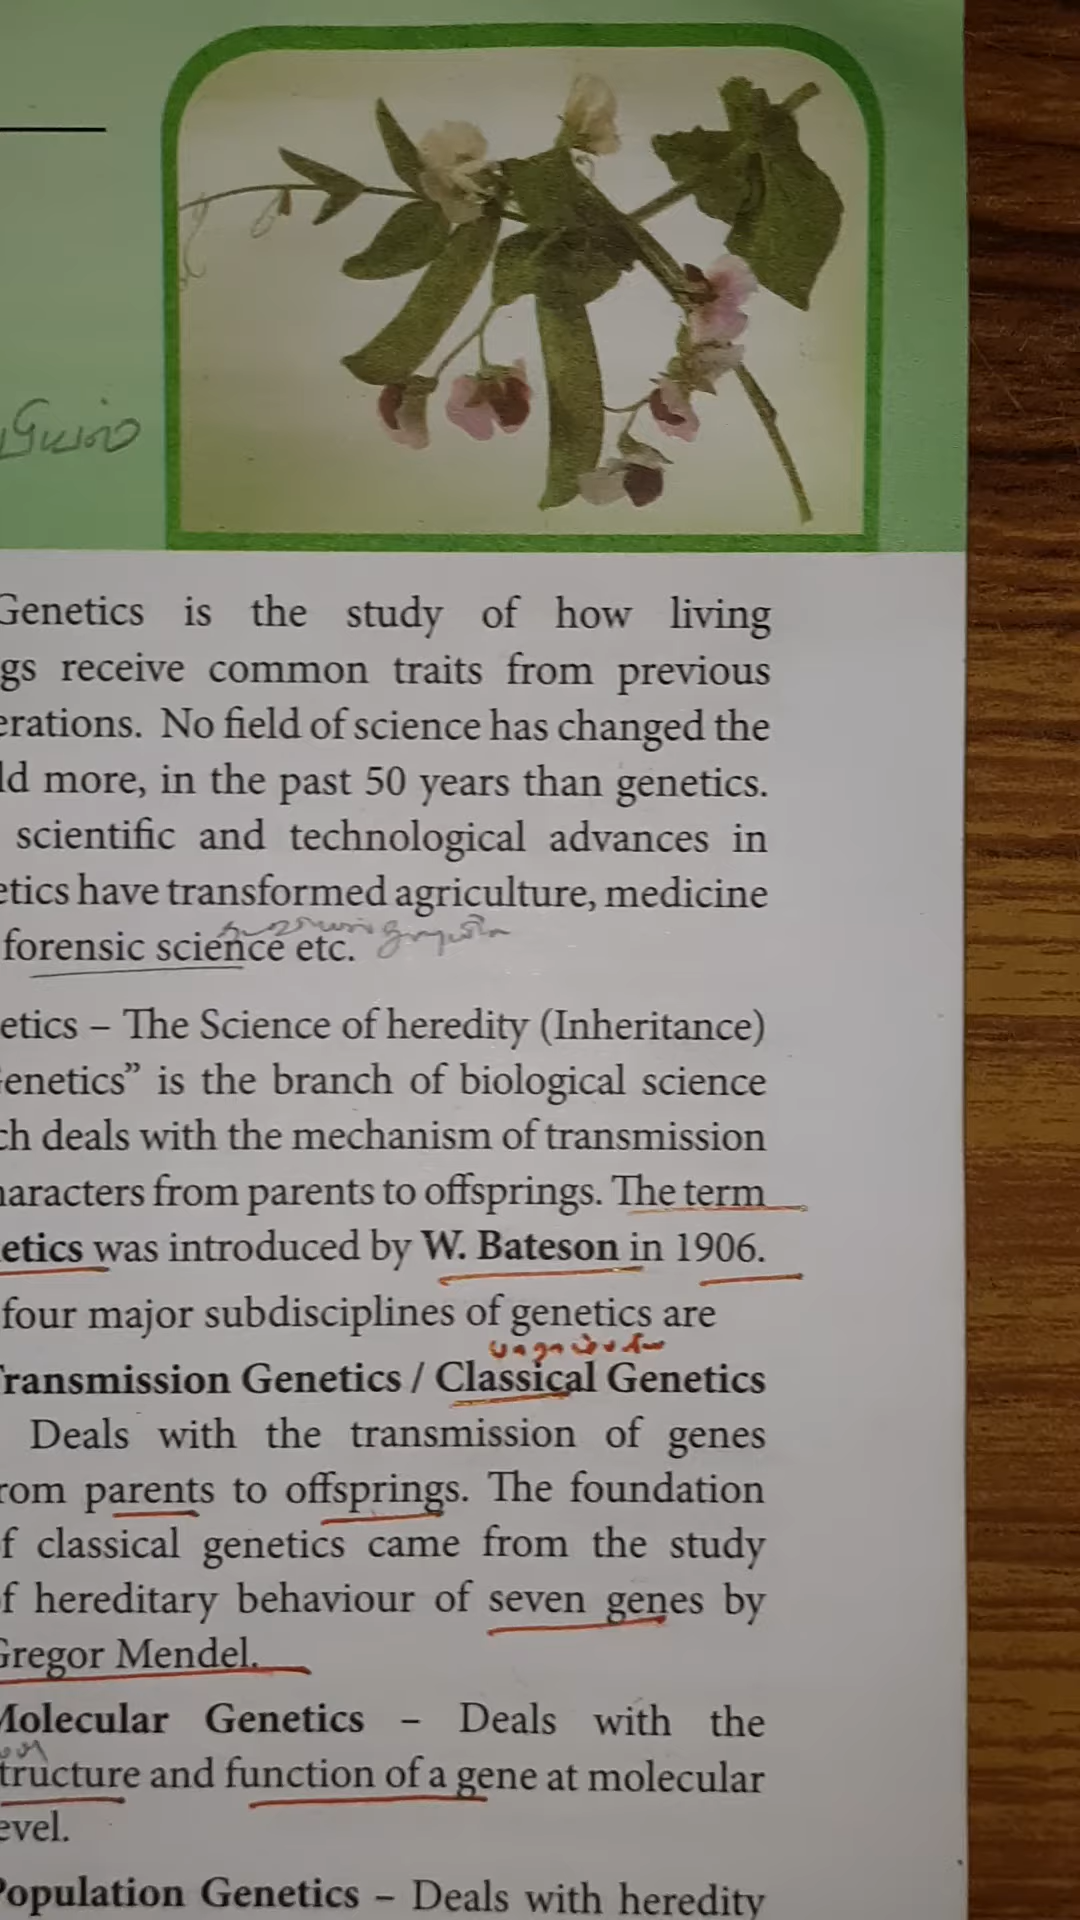 Genetics is the study of how living
gs receive common traits from previous
erations. No field of science has changed the
ld more, in the past 50 years than genetics.
scientific and technological advances in
etics have transformed agriculture, medicine
forensic science etc.
etics – The Science of heredity (Inheritance)
enetics” is the branch of biological science
ch deals with the mechanism of transmission
haracters from parents to offsprings. The term
etics was introduced by W. Bateson in 1906.
four major subdisciplines of genetics are
Transmission Genetics / Classical Genetics
Deals with the transmission of genes
rom parents to offsprings. The foundation
f classical genetics came from the study
f hereditary behaviour of seven genes by
Gregor Mendel.
Molecular Genetics – Deals with the
tructure and function of a gene at molecular
evel.
Population Genetics – Deals with heredity